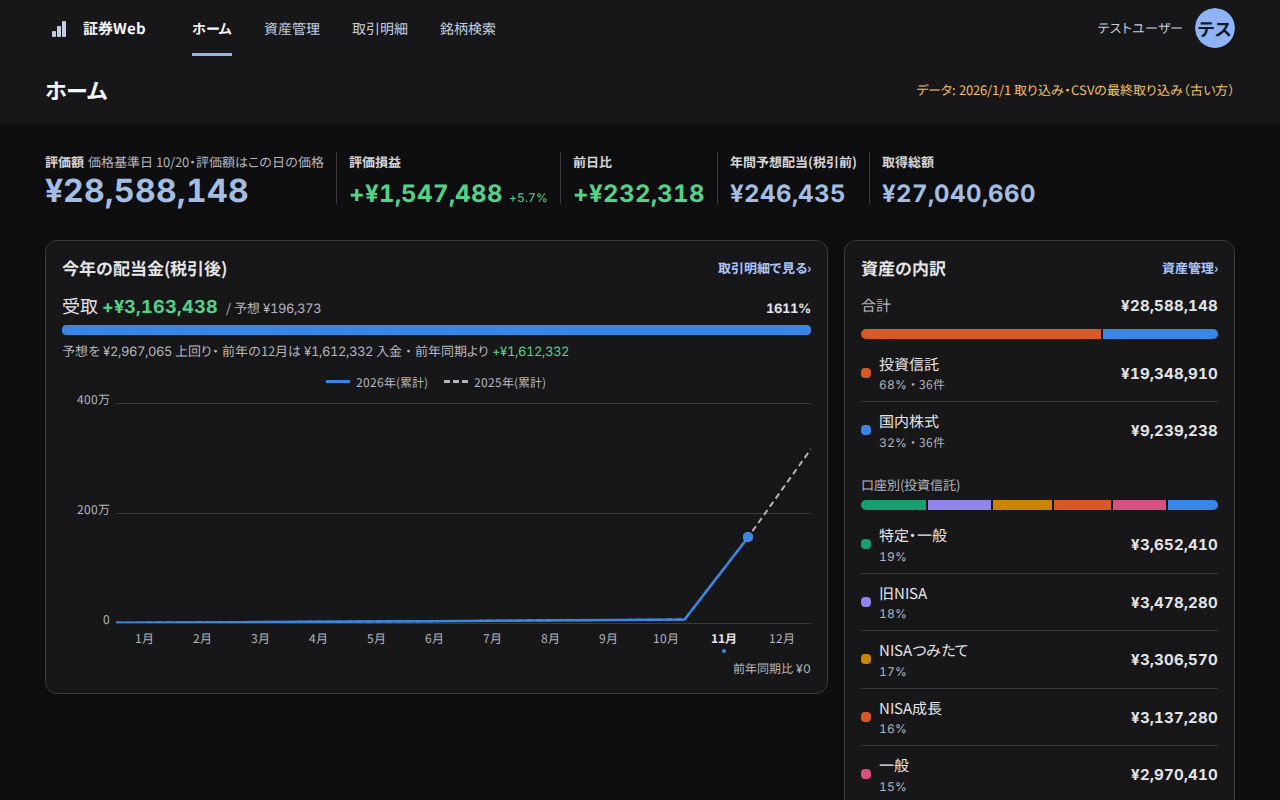 証券Web ホーム 資産管理 取引明細 銘柄検索 テストユーザー テス
ホーム データ: 2026/1/1 取り込み・CSVの最終取り込み（古い方）
評価額 価格基準日 10/20・評価額はこの日の価格
¥28,588,148
評価損益
+¥1,547,488 +5.7%
前日比
+¥232,318
年間予想配当(税引前)
¥246,435
取得総額
¥27,040,660
今年の配当金(税引後) 取引明細で見る›
受取 +¥3,163,438 / 予想 ¥196,373 1611%
予想を ¥2,967,065 上回り・ 前年の12月は ¥1,612,332 入金 ・ 前年同期より +¥1,612,332
2026年(累計) 2025年(累計)
400万
200万
0
1月 2月 3月 4月 5月 6月 7月 8月 9月 10月 11月 12月
前年同期比 ¥0
資産の内訳 資産管理›
合計 ¥28,588,148
投資信託 ¥19,348,910
68%・36件
国内株式 ¥9,239,238
32%・36件
口座別(投資信託)
特定・一般 ¥3,652,410
19%
旧NISA ¥3,478,280
18%
NISAつみたて ¥3,306,570
17%
NISA成長 ¥3,137,280
16%
一般 ¥2,970,410
15%